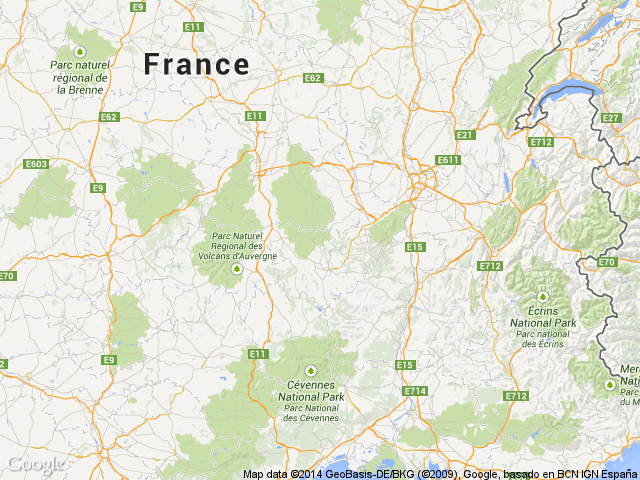 E9
E11
Parc naturel
régional de
la Brenne
France
E62
E62
E11
E27
E21
E712
E611
E603
E9
Parc Naturel
Régional des
Volcans d'Auvergne
E15
E70
E712
E70
Écrins
National Park
Parc national
des Écrins
E9
E11
Cévennes
National Park
Parc National
des Cévennes
E15
E714
E712
Merc
Nation
Parc n
du M
Google
Map data ©2014 GeoBasis-DE/BKG (©2009), Google, basado en BCN IGN España